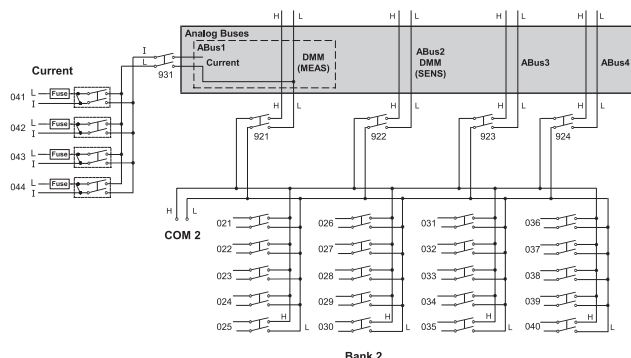 H L H L H L H L
Analog Buses
ABus1
Current
DMM
(MEAS)
ABus2
DMM
(SENS)
ABus3
ABus4
I
L
931
Current
041 L Fuse
I
042 L Fuse
I
043 L Fuse
I
044 L Fuse
I
H L H L H L H L
921 922 923 924
H L
COM 2
021 026 031 036
022 027 032 037
023 028 033 038
024 029 034 039
H H H H
025 L 030 L 035 L 040 L
Bank 2